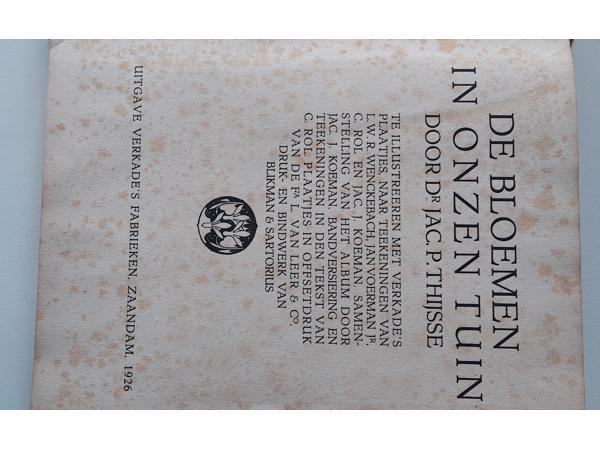 DE BLOEMEN
IN ONZEN TUIN
DOOR DR JAC. P. THIJSSE
TE ILLUSTREEREN MET VERKADE'S
PLAATJES, NAAR TEEKENINGEN VAN
L. W. R. WENCKEBACH, JAN VOERMAN JR.
C. ROL EN JAC. J. KOEMAN. SAMEN-
STELLING VAN HET ALBUM DOOR
JAC. J. KOEMAN. BANDVERSIERING EN
TEEKENINGEN IN DEN TEKST VAN
C. ROL. PLAATJES IN OFFSETDRUK
VAN DE FA L. VAN LEER & CO.
DRUK- EN BINDWERK VAN
BLIKMAN & SARTORIUS
UITGAVE VERKADE'S FABRIEKEN, ZAANDAM. 1926